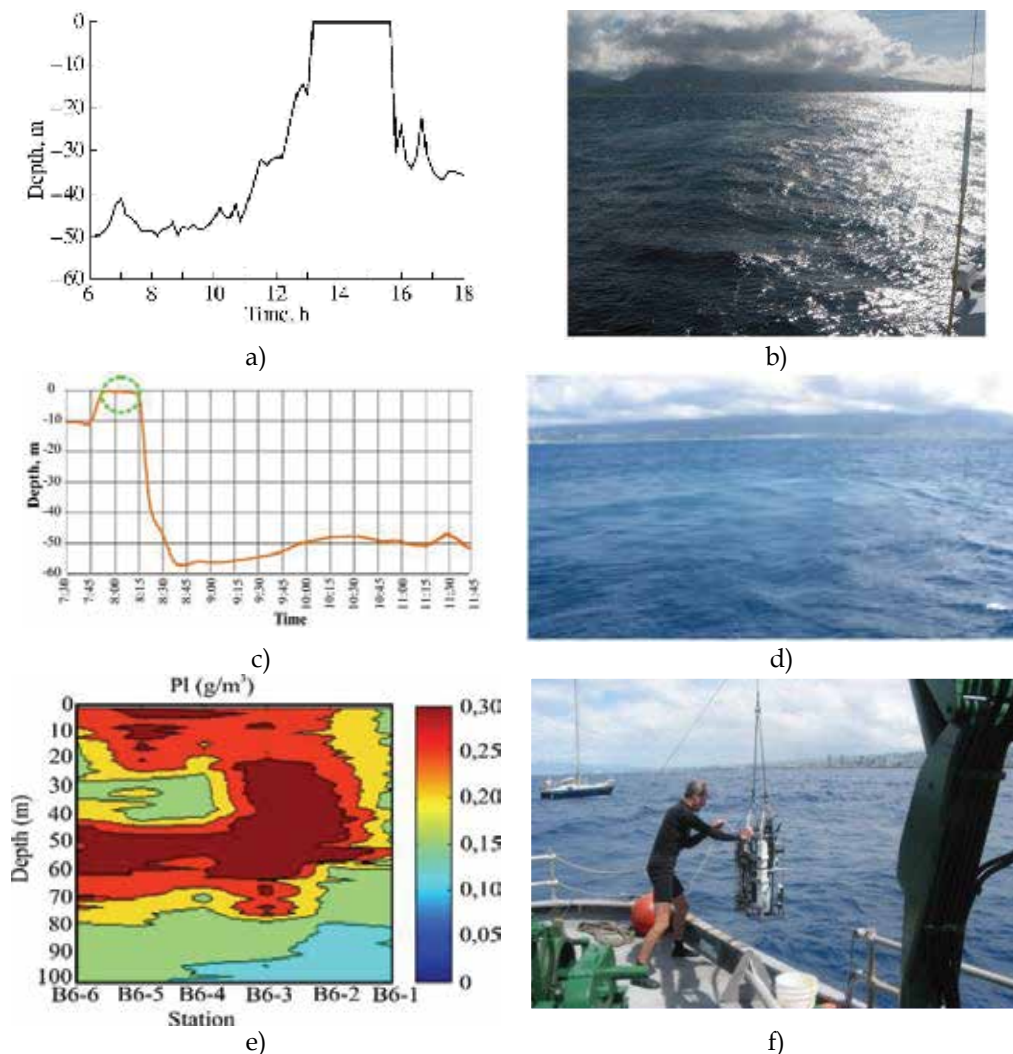 0
−10
−20
−30
−40
−50
−60
Depth, m
6 8 10 12 14 16 18
Time, h
a)
b)
0
-10
-20
-30
-40
-50
-60
Depth, m
7:30 7:45 8:00 8:15 8:30 8:45 9:00 9:15 9:30 9:45 10:00 10:15 10:30 10:45 11:00 11:15 11:30 11:45
Time
c)
d)
Pl (g/m³)
0
10
20
30
40
50
60
70
80
90
100
Depth (m)
B6-6 B6-5 B6-4 B6-3 B6-2 B6-1
Station
0,30
0,25
0,20
0,15
0,10
0,05
0
e)
f)